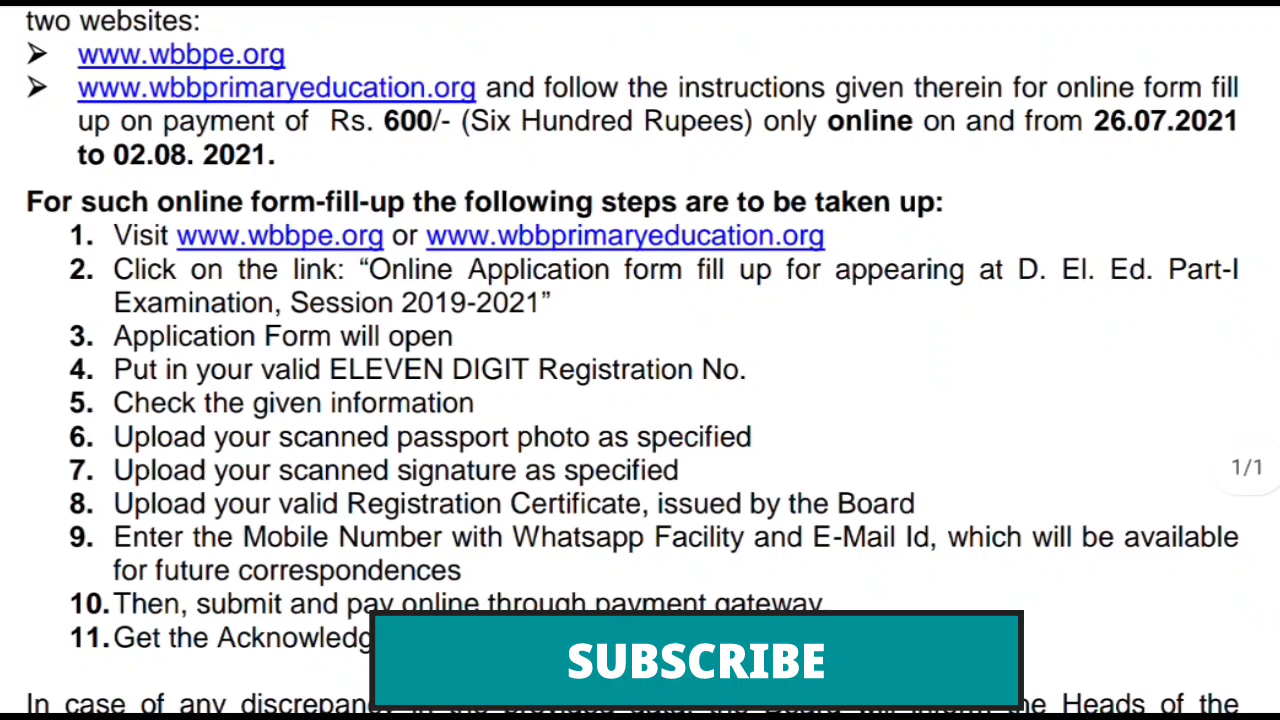 two websites:
➢ www.wbbpe.org
➢ www.wbbprimaryeducation.org and follow the instructions given therein for online form fill
up on payment of Rs. 600/- (Six Hundred Rupees) only online on and from 26.07.2021
to 02.08. 2021.
For such online form-fill-up the following steps are to be taken up:
1. Visit www.wbbpe.org or www.wbbprimaryeducation.org
2. Click on the link: “Online Application form fill up for appearing at D. El. Ed. Part-I
Examination, Session 2019-2021”
3. Application Form will open
4. Put in your valid ELEVEN DIGIT Registration No.
5. Check the given information
6. Upload your scanned passport photo as specified
1/1
7. Upload your scanned signature as specified
8. Upload your valid Registration Certificate, issued by the Board
9. Enter the Mobile Number with Whatsapp Facility and E-Mail Id, which will be available
for future correspondences
10. Then, submit and pay online through payment gateway
11. Get the
SUBSCRIBE
In case of any the Heads of the